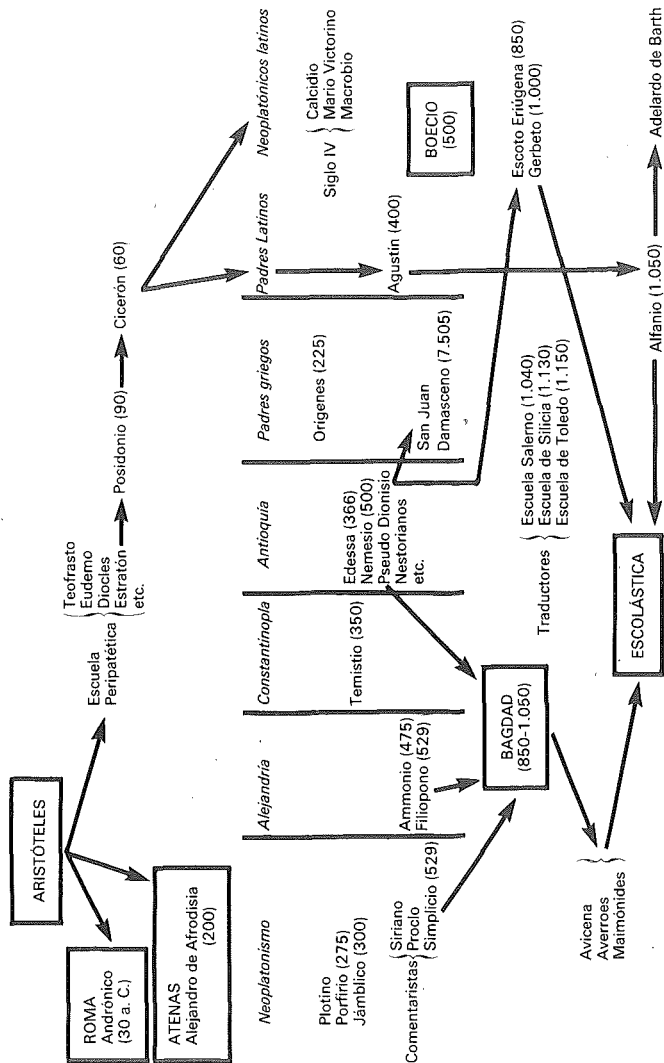 ARISTÓTELES
ROMA
Andrónico
(30 a. C.)
ATENAS
Alejandro de Afrodisia
(200)
Escuela
Peripatética
Teofrasto
Eudemo
Diocles
Estratón
etc.
Posidonio (90)
Cicerón (60)
Neoplatonismo
Alejandría
Constantinopla
Antioquía
Padres griegos
Padres Latinos
Neoplatónicos latinos
Plotino
Porfirio (275)
Jámblico (300)
Comentaristas
Siriano
Proclo
Simplicio (529)
Ammonio (475)
Filiopono (529)
Temistio (350)
Edessa (366)
Nemesio (500)
Pseudo Dionisio
Nestorianos
etc.
Orígenes (225)
San Juan
Damasceno (7.505)
Agustín (400)
Siglo IV
Calcidio
Mario Victorino
Macrobio
BOECIO
(500)
BAGDAD
(850-1.050)
Escoto Eriúgena (850)
Gerbeto (1.000)
Traductores
Escuela Salerno (1.040)
Escuela de Silicia (1.130)
Escuela de Toledo (1.150)
Avicena
Averroes
Maimónides
ESCOLÁSTICA
Alfanio (1.050)
Adelardo de Barth